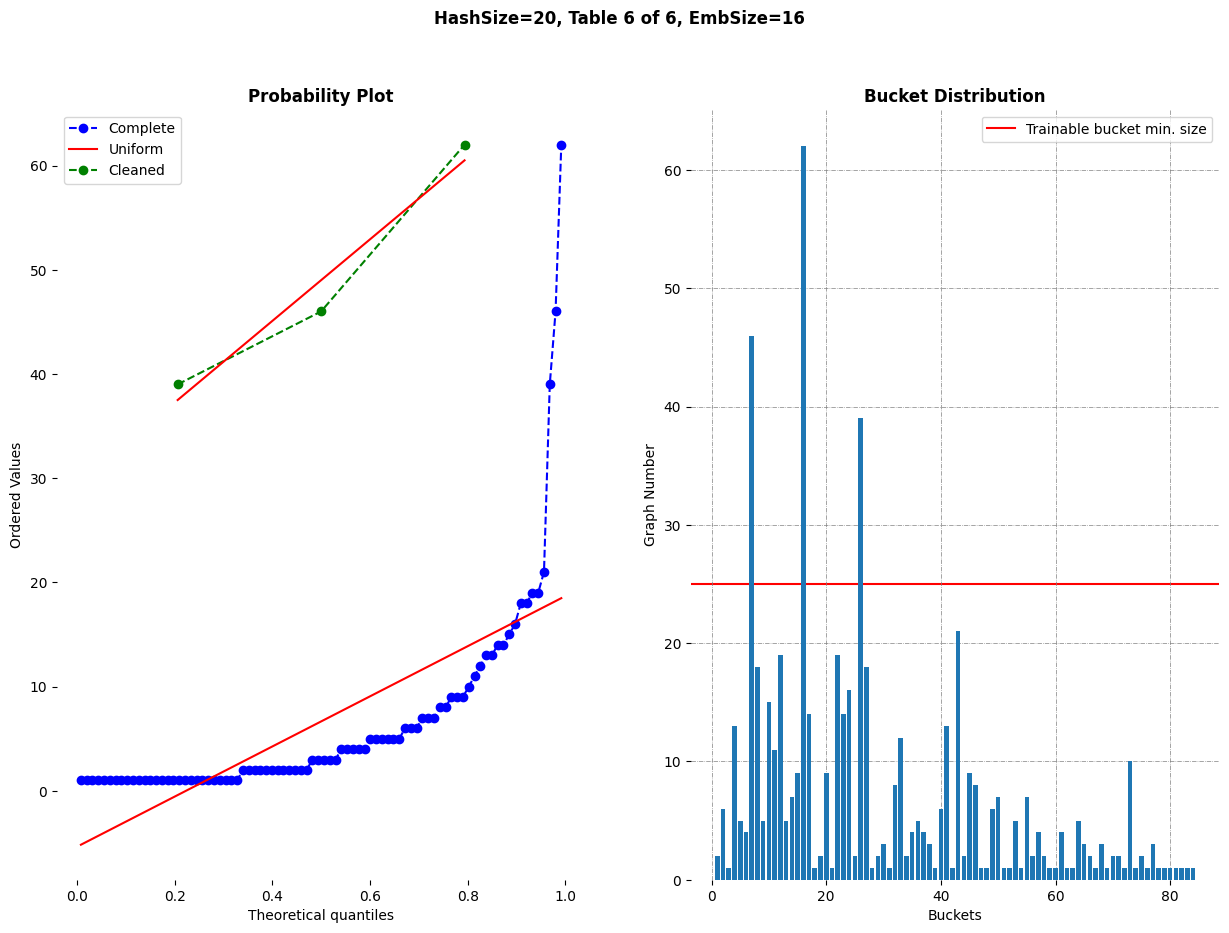 HashSize=20, Table 6 of 6, EmbSize=16
Probability Plot
Complete
Uniform
Cleaned
60
50
40
30
20
10
0
Ordered Values
0.0 0.2 0.4 0.6 0.8 1.0
Theoretical quantiles
Bucket Distribution
Trainable bucket min. size
60
50
40
30
20
10
0
Graph Number
0 20 40 60 80
Buckets